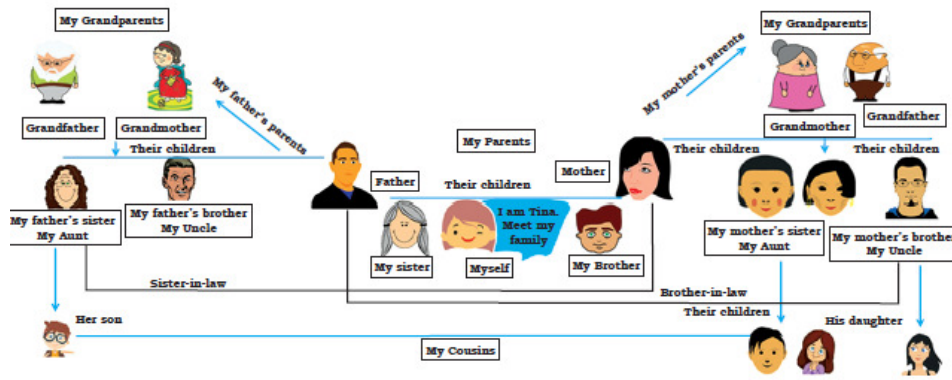 My Grandparents
My Grandparents
My father's parents
My mother's parents
Grandfather
Grandmother
Grandmother
Grandfather
Their children
My Parents
Their children
Their children
Father
Mother
Their children
I am Tina.
Meet my
family
My father's sister
My Aunt
My father's brother
My Uncle
My sister
Myself
My Brother
My mother's sister
My Aunt
My mother's brother
My Uncle
Sister-in-law
Brother-in-law
Her son
Their children
His daughter
My Cousins